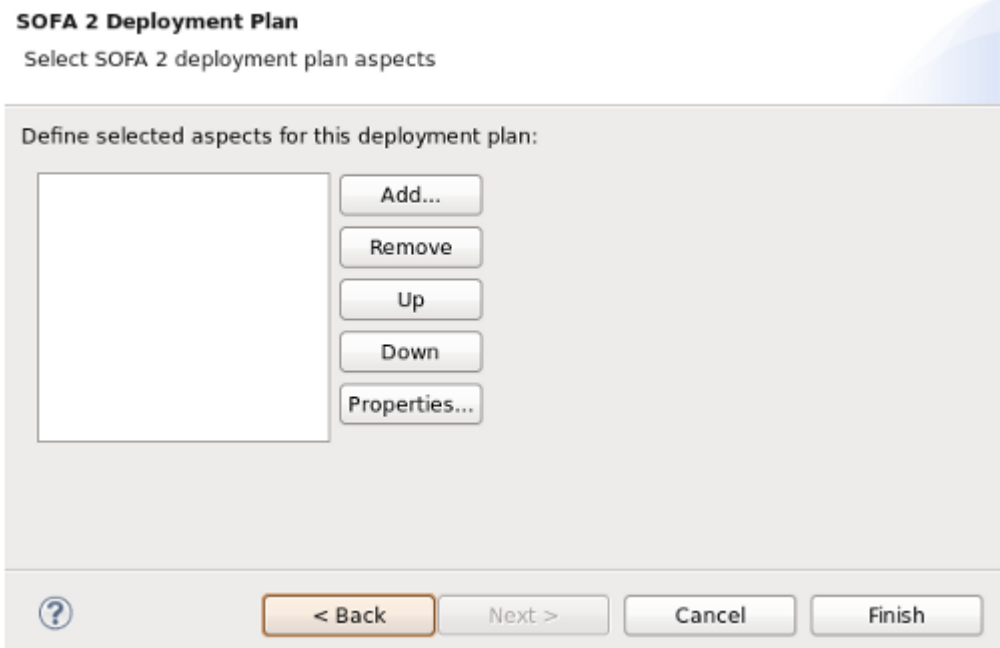 SOFA 2 Deployment Plan
Select SOFA 2 deployment plan aspects
Define selected aspects for this deployment plan:
Add...
Remove
Up
Down
Properties...
?
< Back
Next >
Cancel
Finish